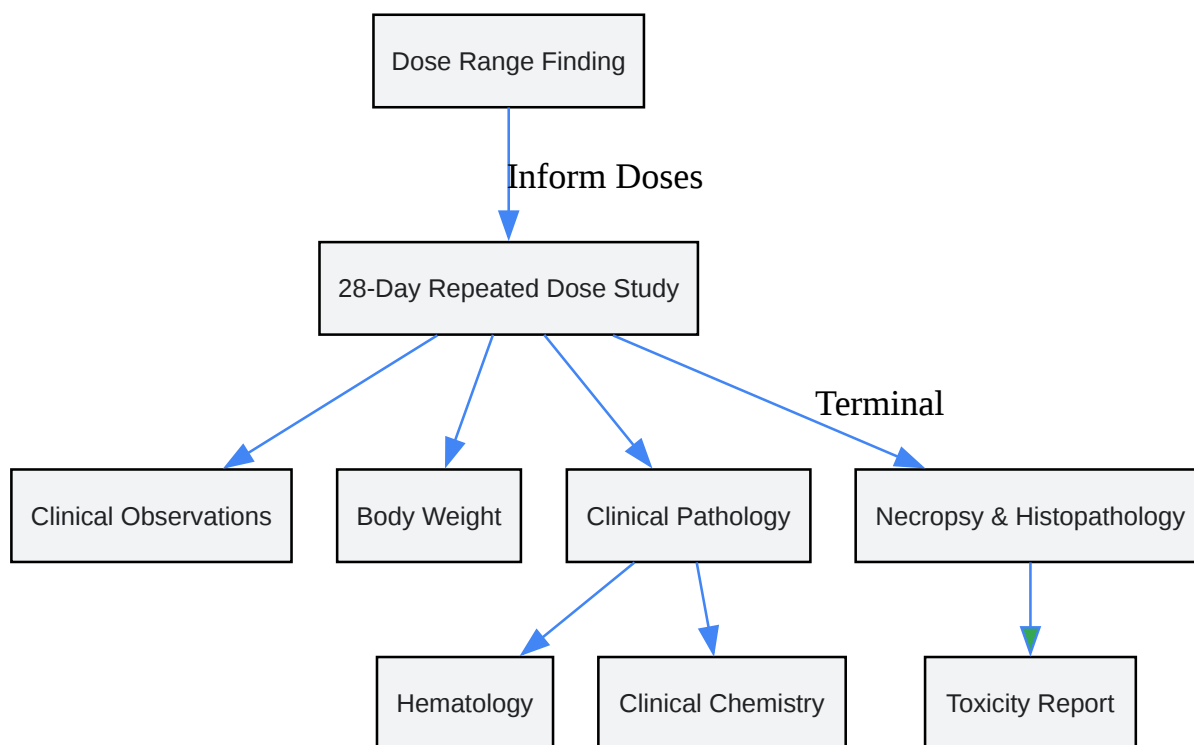 Dose Range Finding
Inform Doses
28-Day Repeated Dose Study
Terminal
Clinical Observations
Body Weight
Clinical Pathology
Necropsy & Histopathology
Hematology
Clinical Chemistry
Toxicity Report